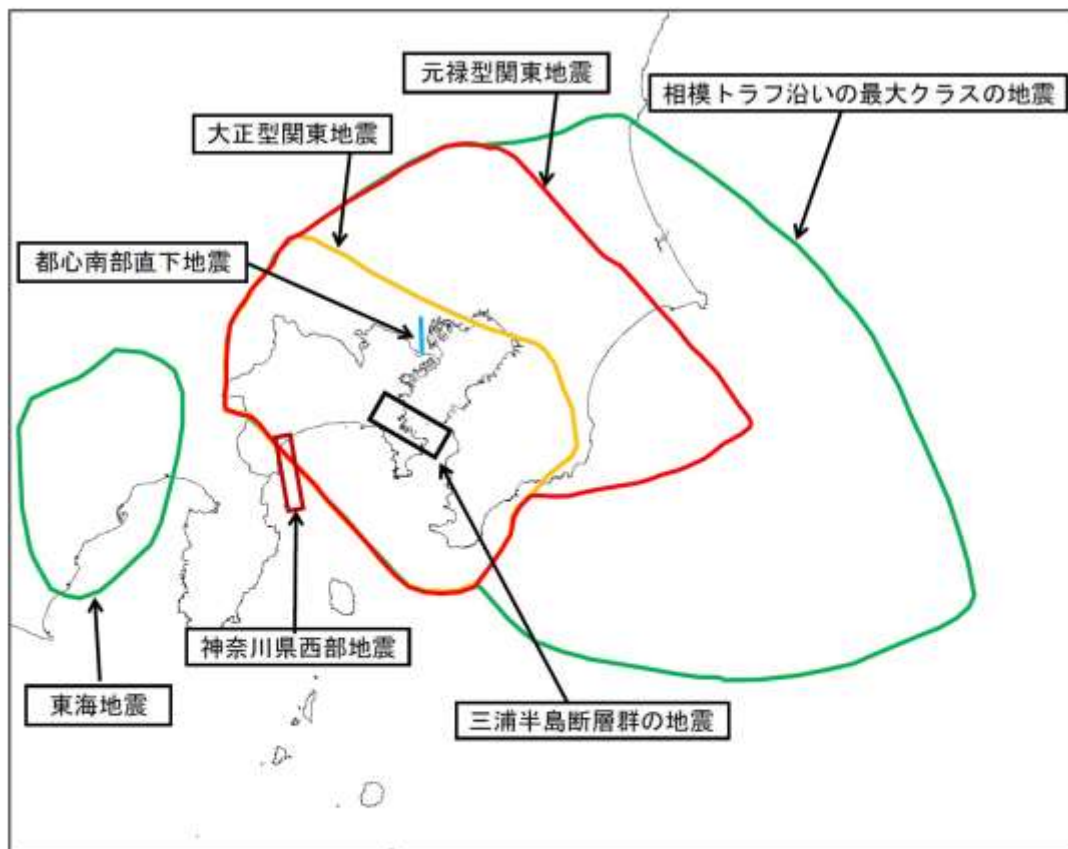 元禄型関東地震
相模トラフ沿いの最大クラスの地震
大正型関東地震
都心南部直下地震
神奈川県西部地震
東海地震
三浦半島断層群の地震